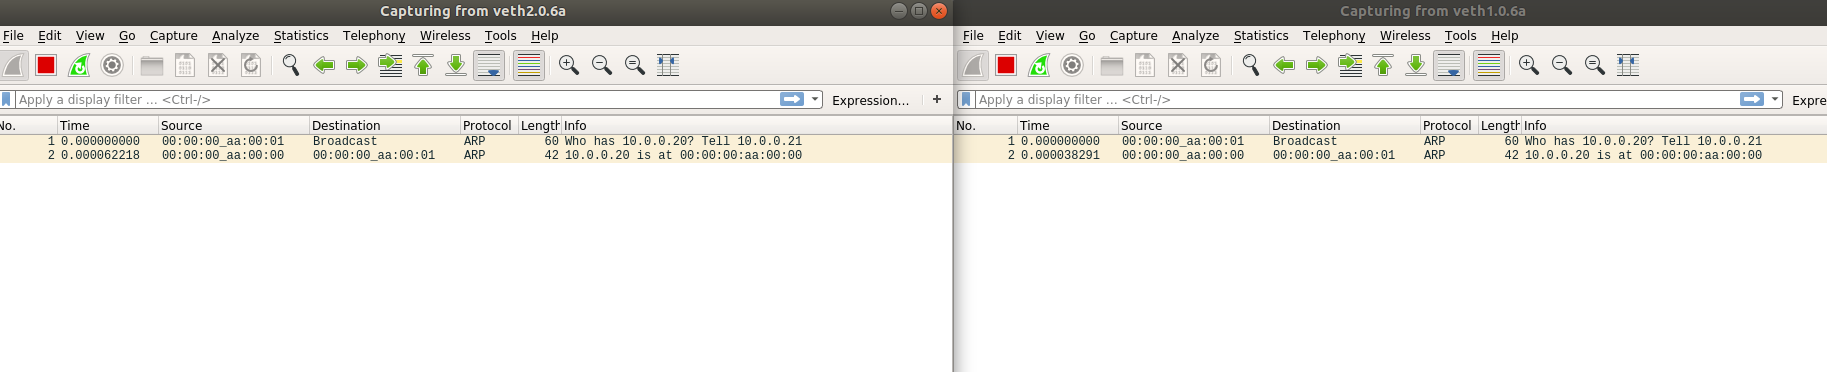 Capturing from veth2.0.6a
File Edit View Go Capture Analyze Statistics Telephony Wireless Tools Help
Apply a display filter ... <Ctrl-/> Expression... +
No. Time Source Destination Protocol Length Info
1 0.000000000 00:00:00_aa:00:01 Broadcast ARP 60 Who has 10.0.0.20? Tell 10.0.0.21
2 0.000062218 00:00:00_aa:00:00 00:00:00_aa:00:01 ARP 42 10.0.0.20 is at 00:00:00:aa:00:00
Capturing from veth1.0.6a
File Edit View Go Capture Analyze Statistics Telephony Wireless Tools Help
Apply a display filter ... <Ctrl-/> Expre
No. Time Source Destination Protocol Length Info
1 0.000000000 00:00:00_aa:00:01 Broadcast ARP 60 Who has 10.0.0.20? Tell 10.0.0.21
2 0.000038291 00:00:00_aa:00:00 00:00:00_aa:00:01 ARP 42 10.0.0.20 is at 00:00:00:aa:00:00